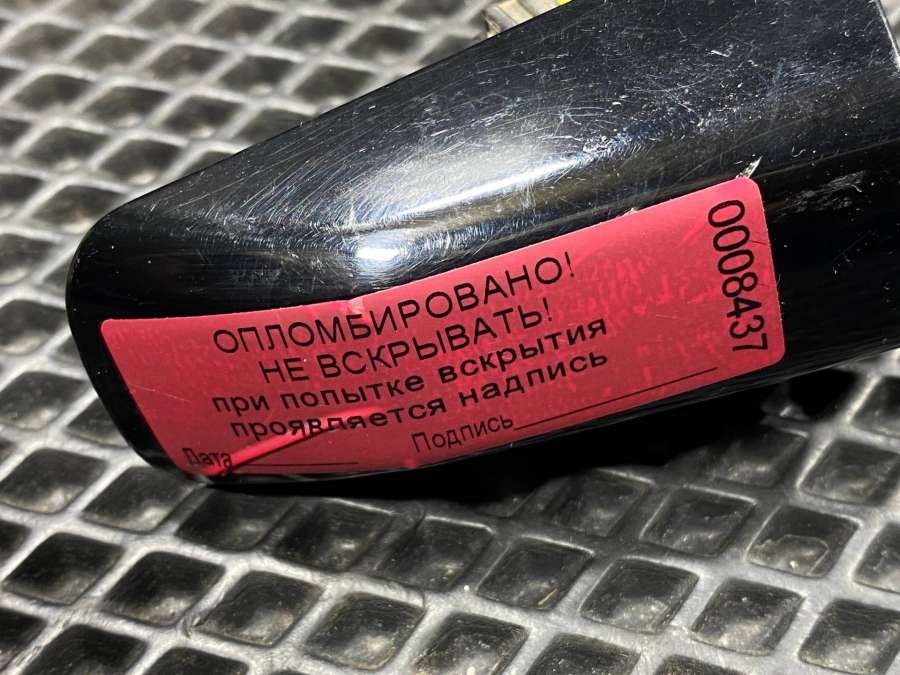 ОПЛОМБИРОВАНО!
НЕ ВСКРЫВАТЬ!
при попытке вскрытия
проявляется надпись
Дата Подпись
0008437